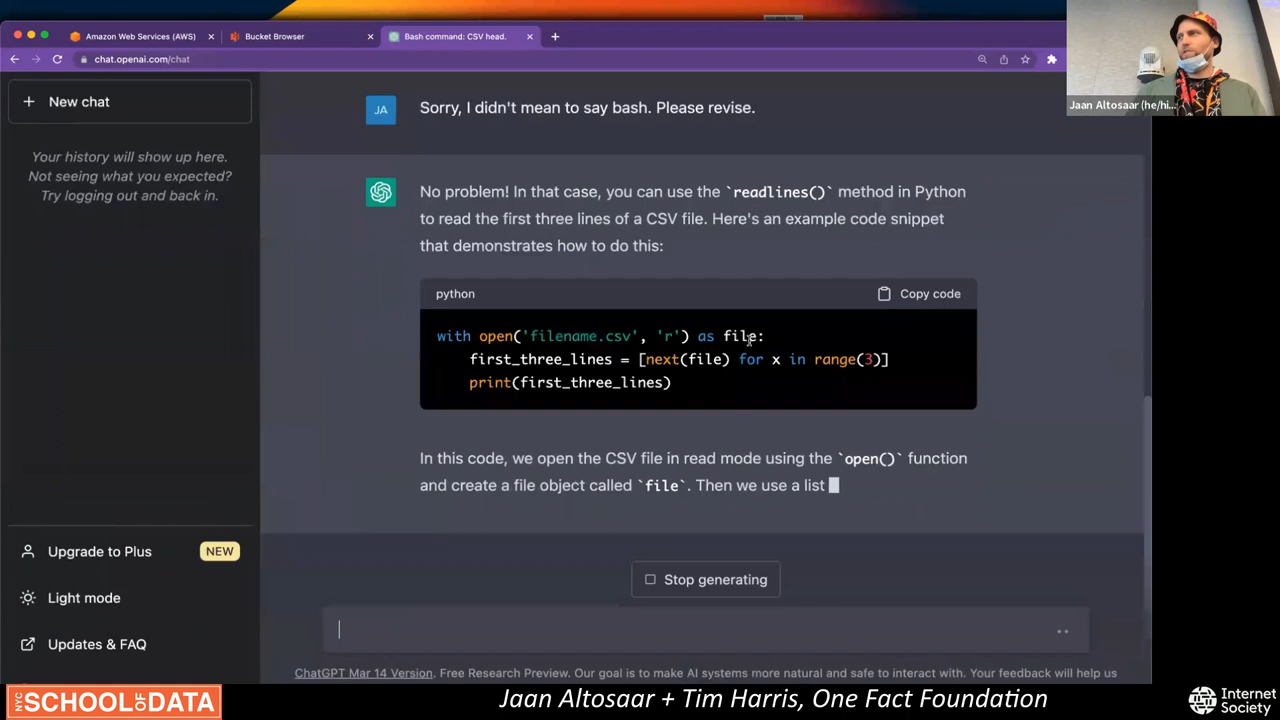 Amazon Web Services (AWS)
Bucket Browser
Bash command: CSV head.
chat.openai.com/chat
Jaan Altosaar (he/hi...
New chat
Your history will show up here.
Not seeing what you expected?
Try logging out and back in.
JA
Sorry, I didn't mean to say bash. Please revise.
No problem! In that case, you can use the `readlines()` method in Python
to read the first three lines of a CSV file. Here's an example code snippet
that demonstrates how to do this:
python
Copy code
with open('filename.csv', 'r') as file:
first_three_lines = [next(file) for x in range(3)]
print(first_three_lines)
In this code, we open the CSV file in read mode using the `open()` function
and create a file object called `file`. Then we use a list
Upgrade to Plus
NEW
Light mode
Updates & FAQ
Stop generating
ChatGPT Mar 14 Version. Free Research Preview. Our goal is to make AI systems more natural and safe to interact with. Your feedback will help us
NYC SCHOOL OF DATA
Jaan Altosaar + Tim Harris, One Fact Foundation
Internet
Society